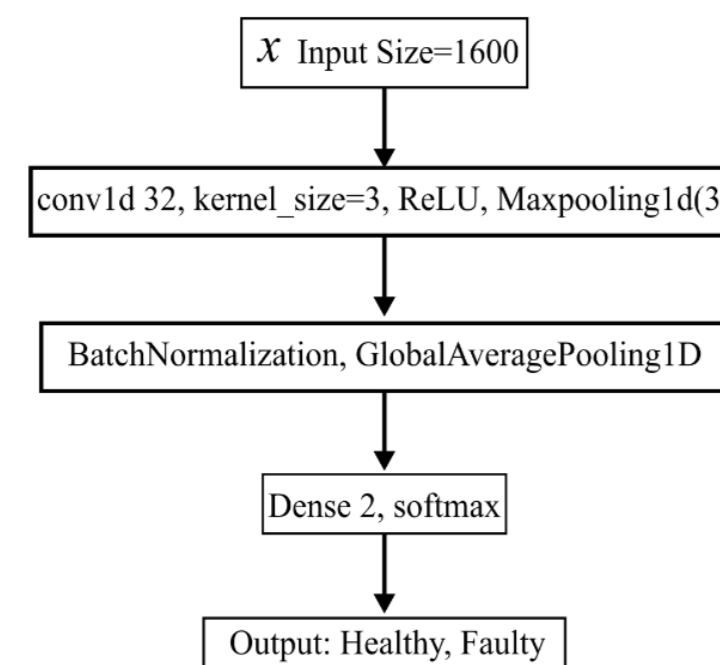 x Input Size=1600
conv1d 32, kernel_size=3, ReLU, Maxpooling1d(3
BatchNormalization, GlobalAveragePooling1D
Dense 2, softmax
Output: Healthy, Faulty